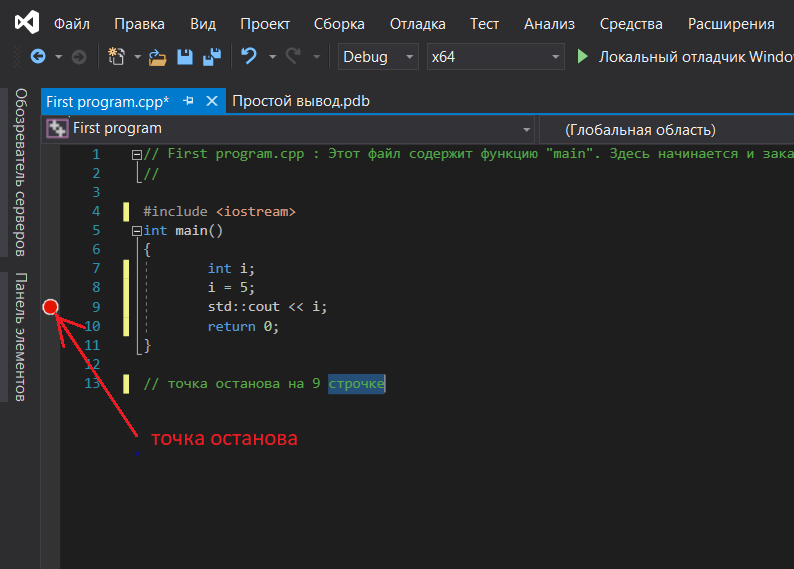 Файл Правка Вид Проект Сборка Отладка Тест Анализ Средства Расширения
Debug x64 Локальный отладчик Windo
Обозреватель серверов
Панель элементов
First program.cpp* Простой вывод.pdb
First program (Глобальная область)
1 // First program.cpp : Этот файл содержит функцию "main". Здесь начинается и зака
2 //
3
4 #include <iostream>
5 int main()
6 {
7 int i;
8 i = 5;
9 std::cout << i;
10 return 0;
11 }
12
13 // точка останова на 9 строчке
точка останова